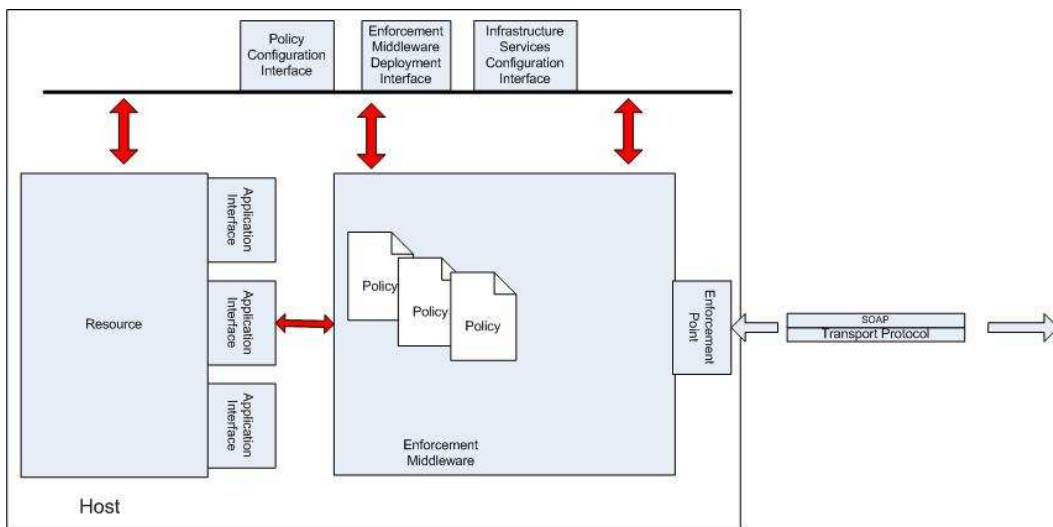 Policy
Configuration
Interface
Enforcement
Middleware
Deployment
Interface
Infrastructure
Services
Configuration
Interface
Resource
Application
Interface
Application
Interface
Application
Interface
Policy
Policy
Policy
Enforcement
Middleware
Enforcement
Point
SOAP
Transport Protocol
Host